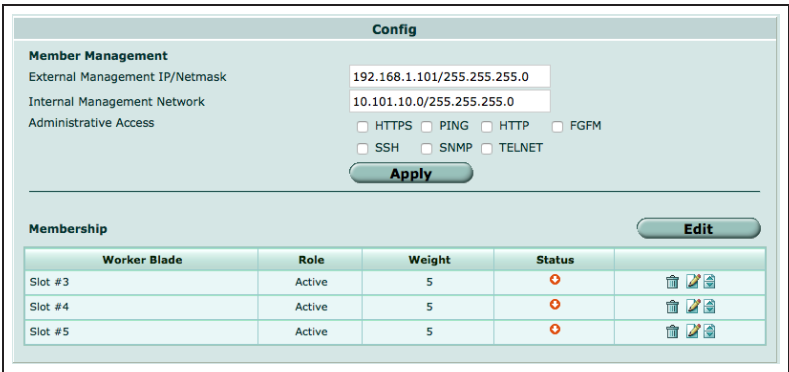 Config
Member Management
External Management IP/Netmask 192.168.1.101/255.255.255.0
Internal Management Network 10.101.10.0/255.255.255.0
Administrative Access HTTPS PING HTTP FGFM
SSH SNMP TELNET
Apply
Membership Edit
Worker Blade Role Weight Status
Slot #3 Active 5
Slot #4 Active 5
Slot #5 Active 5